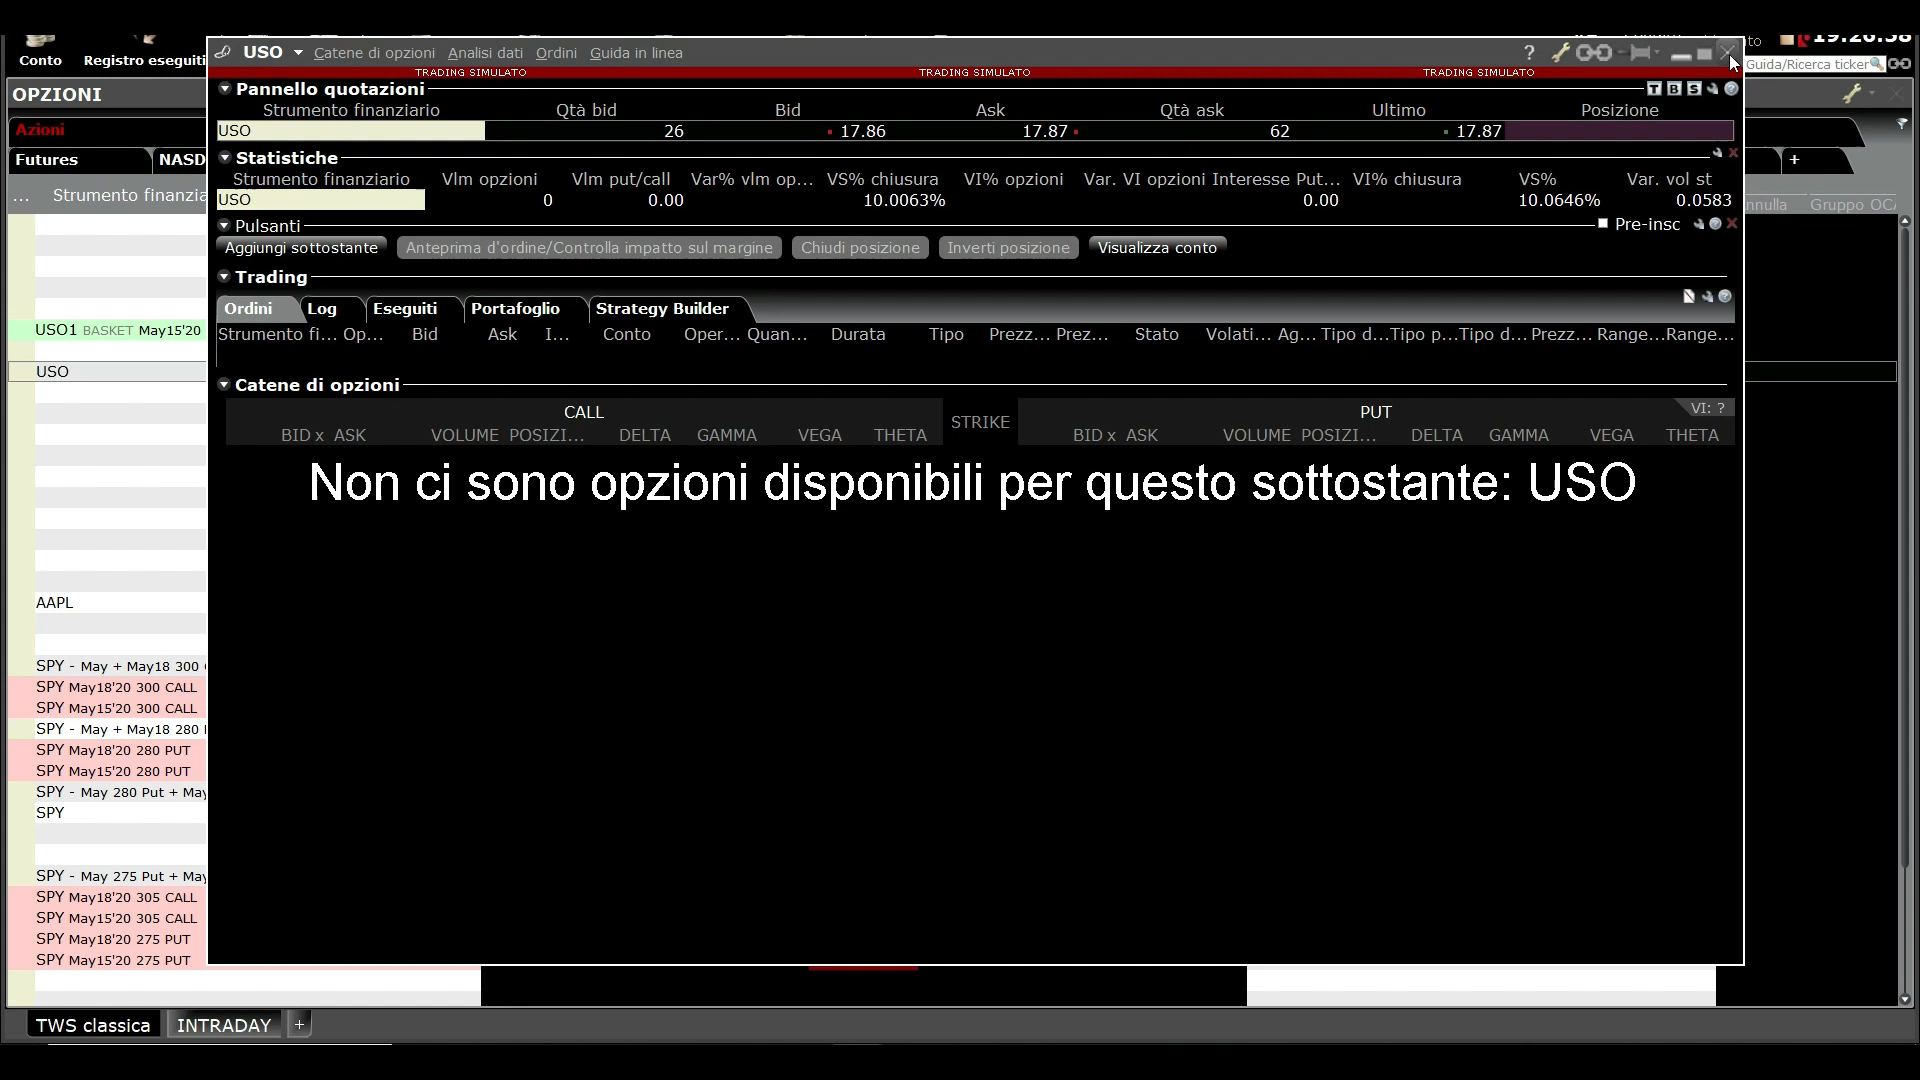 Conto
Registro eseguiti
USO Catene di opzioni Analisi dati Ordini Guida in linea ?
TRADING SIMULATO TRADING SIMULATO TRADING SIMULATO
Guida/Ricerca ticker
OPZIONI
Azioni
Futures NASD
... Strumento finanzia
Pannello quotazioni T B S
Strumento finanziario Qtà bid Bid Ask Qtà ask Ultimo Posizione
USO 26 17.86 17.87 62 17.87
Statistiche
Strumento finanziario Vlm opzioni Vlm put/call Var% vlm op... VS% chiusura VI% opzioni Var. VI opzioni Interesse Put... VI% chiusura VS% Var. vol st
USO 0 0.00 10.0063% 0.00 10.0646% 0.0583
Pulsanti Pre-insc
Aggiungi sottostante Anteprima d'ordine/Controlla impatto sul margine Chiudi posizione Inverti posizione Visualizza conto
Trading
Ordini Log Eseguiti Portafoglio Strategy Builder
Strumento fi... Op... Bid Ask I... Conto Oper... Quan... Durata Tipo Prezz... Prez... Stato Volati... Ag... Tipo d... Tipo p... Tipo d... Prezz... Range... Range...
Catene di opzioni
CALL STRIKE PUT VI: ?
BID x ASK VOLUME POSIZI... DELTA GAMMA VEGA THETA BID x ASK VOLUME POSIZI... DELTA GAMMA VEGA THETA
Non ci sono opzioni disponibili per questo sottostante: USO
+
nnulla Gruppo OCA
USO1 BASKET May15'20
USO
AAPL
SPY - May + May18 300
SPY May18'20 300 CALL
SPY May15'20 300 CALL
SPY - May + May18 280
SPY May18'20 280 PUT
SPY May15'20 280 PUT
SPY - May 280 Put + May
SPY
SPY - May 275 Put + May
SPY May18'20 305 CALL
SPY May15'20 305 CALL
SPY May18'20 275 PUT
SPY May15'20 275 PUT
TWS classica INTRADAY +